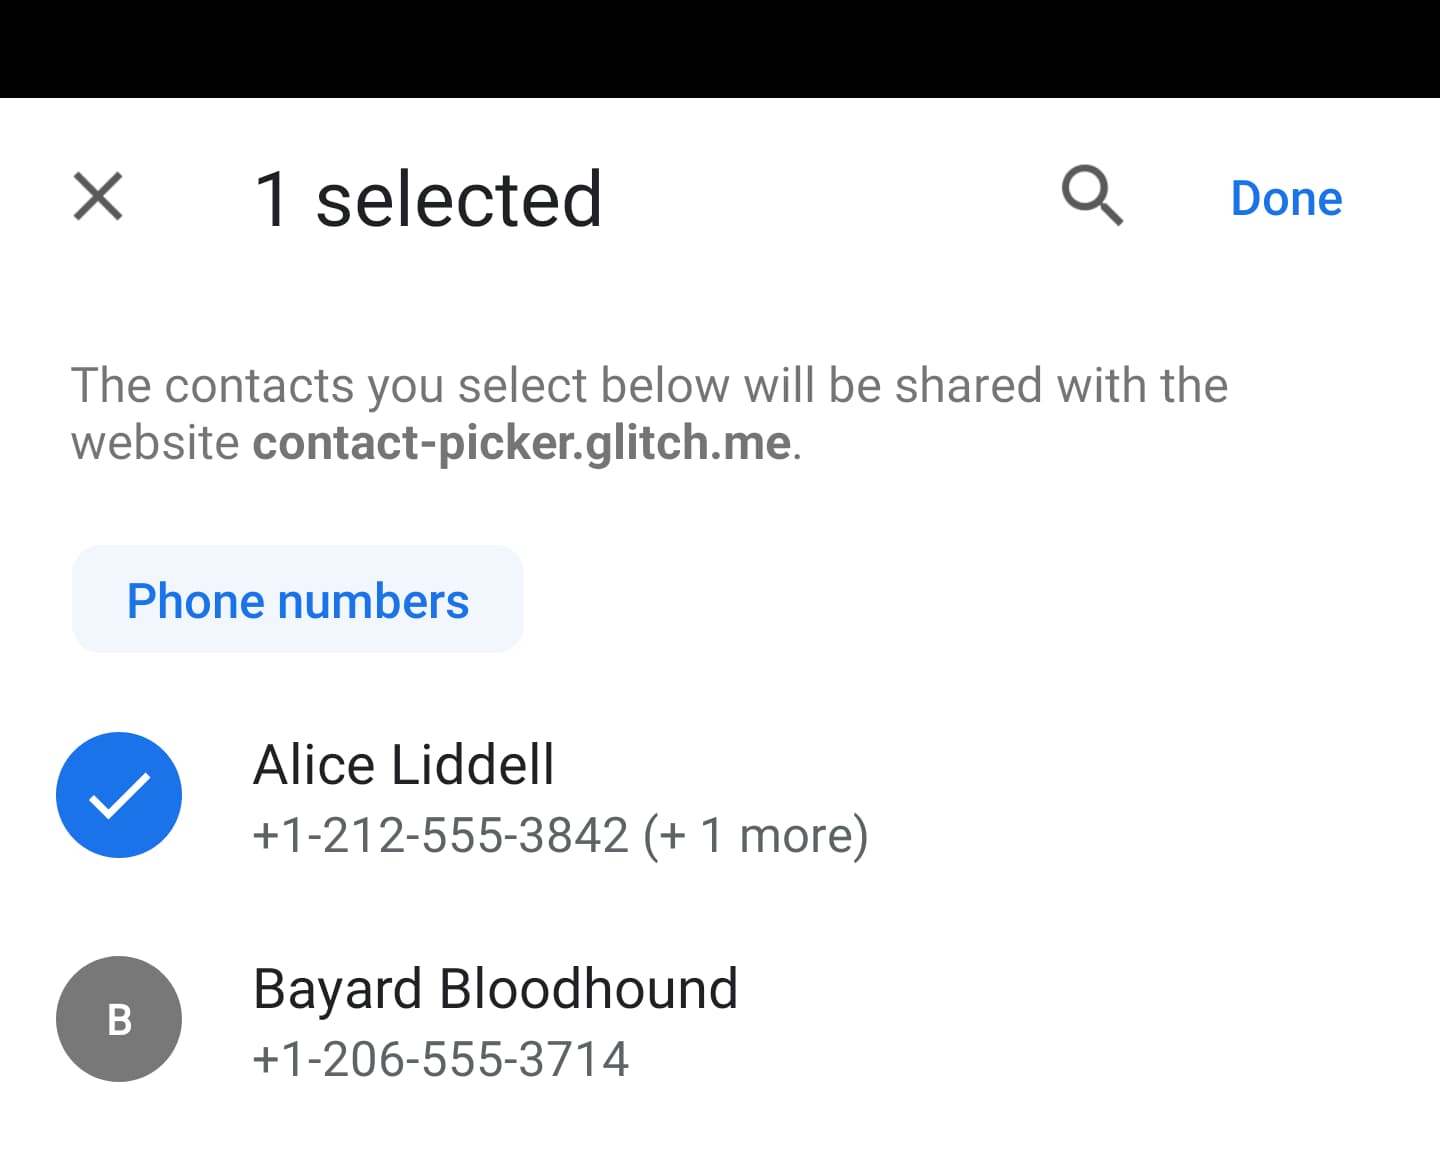 1 selected
Done
The contacts you select below will be shared with the
website contact-picker.glitch.me.
Phone numbers
Alice Liddell
+1-212-555-3842 (+ 1 more)
B
Bayard Bloodhound
+1-206-555-3714